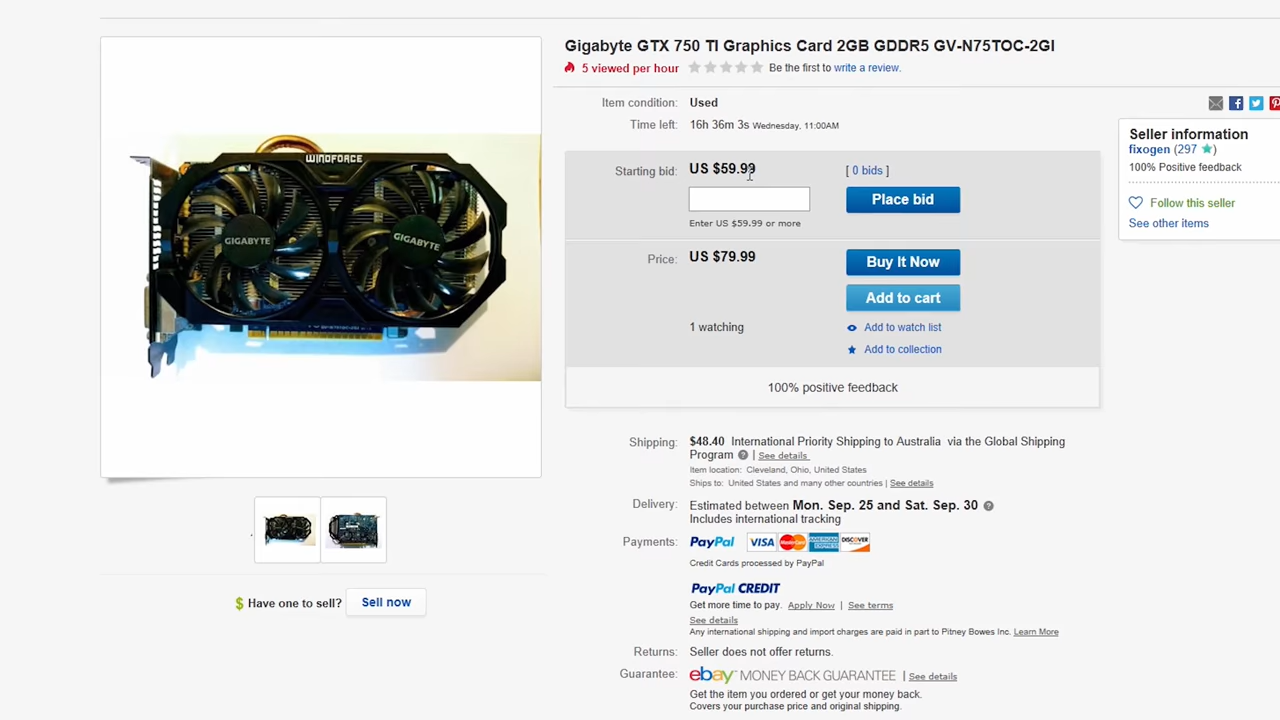 Gigabyte GTX 750 TI Graphics Card 2GB GDDR5 GV-N75TOC-2GI
5 viewed per hour Be the first to write a review.
Item condition: Used
Time left: 16h 36m 3s Wednesday, 11:00AM
Starting bid: US $59.99 [ 0 bids ]
Place bid
Enter US $59.99 or more
Price: US $79.99
Buy It Now
Add to cart
1 watching Add to watch list
Add to collection
100% positive feedback
Seller information
fixogen (297 )
100% Positive feedback
Follow this seller
See other items
WINDFORCE
GIGABYTE
GIGABYTE
Shipping: $48.40 International Priority Shipping to Australia via the Global Shipping
Program ? | See details
Item location: Cleveland, Ohio, United States
Ships to: United States and many other countries | See details
Delivery: Estimated between Mon. Sep. 25 and Sat. Sep. 30 ?
Includes international tracking
Payments: PayPal VISA MasterCard AMERICAN EXPRESS DISCOVER
Credit Cards processed by PayPal
PayPal CREDIT
Get more time to pay. Apply Now | See terms
See details
Any international shipping and import charges are paid in part to Pitney Bowes Inc. Learn More
Returns: Seller does not offer returns.
Guarantee: ebay MONEY BACK GUARANTEE | See details
Get the item you ordered or get your money back.
Covers your purchase price and original shipping.
$ Have one to sell? Sell now